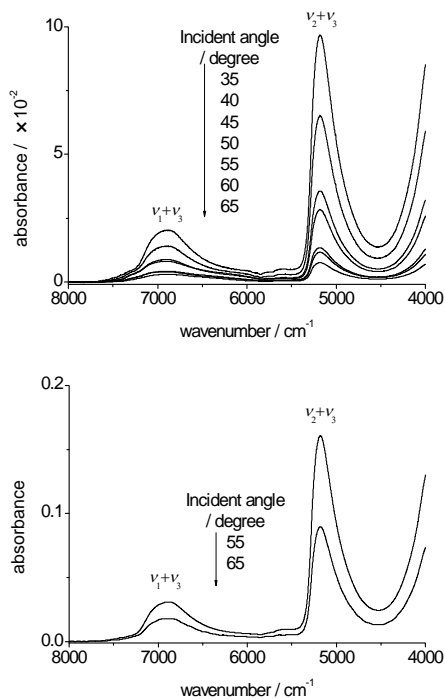 10
Incident angle
/ degree
35
40
45
50
55
60
65
ν₂+ν₃
absorbance / × 10⁻²
5
ν₁+ν₃
0
8000 7000 6000 5000 4000
wavenumber / cm⁻¹
0.2
ν₂+ν₃
absorbance
0.1
Incident angle
/ degree
55
65
ν₁+ν₃
0.0
8000 7000 6000 5000 4000
wavenumber / cm⁻¹